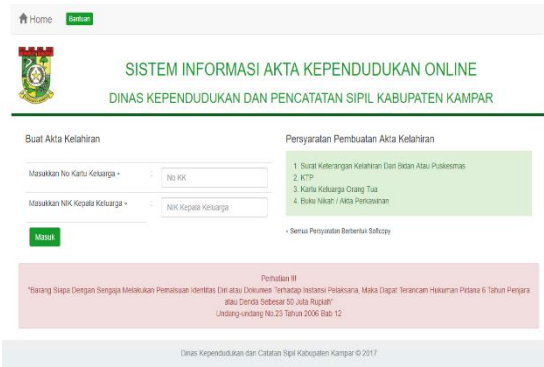 Home Bantuan
SISTEM INFORMASI AKTA KEPENDUDUKAN ONLINE
DINAS KEPENDUDUKAN DAN PENCATATAN SIPIL KABUPATEN KAMPAR
Buat Akta Kelahiran
Masukkan No Kartu Keluarga * : No KK
Masukkan NIK Kepala Keluarga * : NIK Kepala Keluarga
Masuk
Persyaratan Pembuatan Akta Kelahiran
1. Surat Keterangan Kelahiran Dari Bidan Atau Puskesmas
2. KTP
3. Kartu Keluarga Orang Tua
4. Buku Nikah / Akta Perkawinan
* Semua Persyaratan Berbentuk Softcopy
Perhatian !!!
"Barang Siapa Dengan Sengaja Melakukan Pemalsuan Identitas Diri atau Dokumen Terhadap Instansi Pelaksana, Maka Dapat Terancam Hukuman Pidana 6 Tahun Penjara
atau Denda Sebesar 50 Juta Rupiah"
Undang-undang No.23 Tahun 2006 Bab 12
Dinas Kependudukan dan Catatan Sipil Kabupaten Kampar © 2017